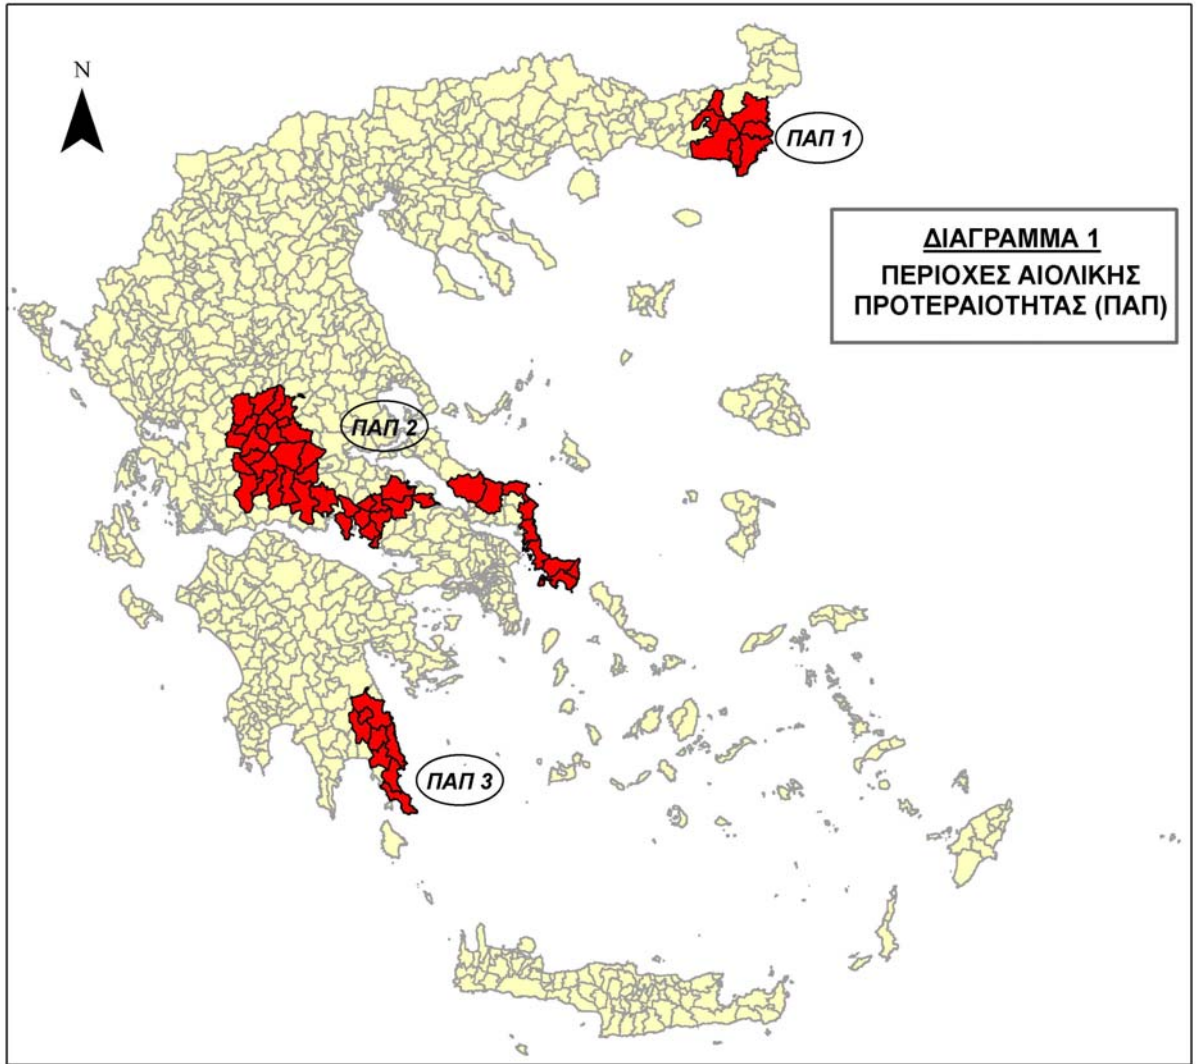 N
ΠΑΠ 1
ΔΙΑΓΡΑΜΜΑ 1
ΠΕΡΙΟΧΕΣ ΑΙΟΛΙΚΗΣ
ΠΡΟΤΕΡΑΙΟΤΗΤΑΣ (ΠΑΠ)
ΠΑΠ 2
ΠΑΠ 3